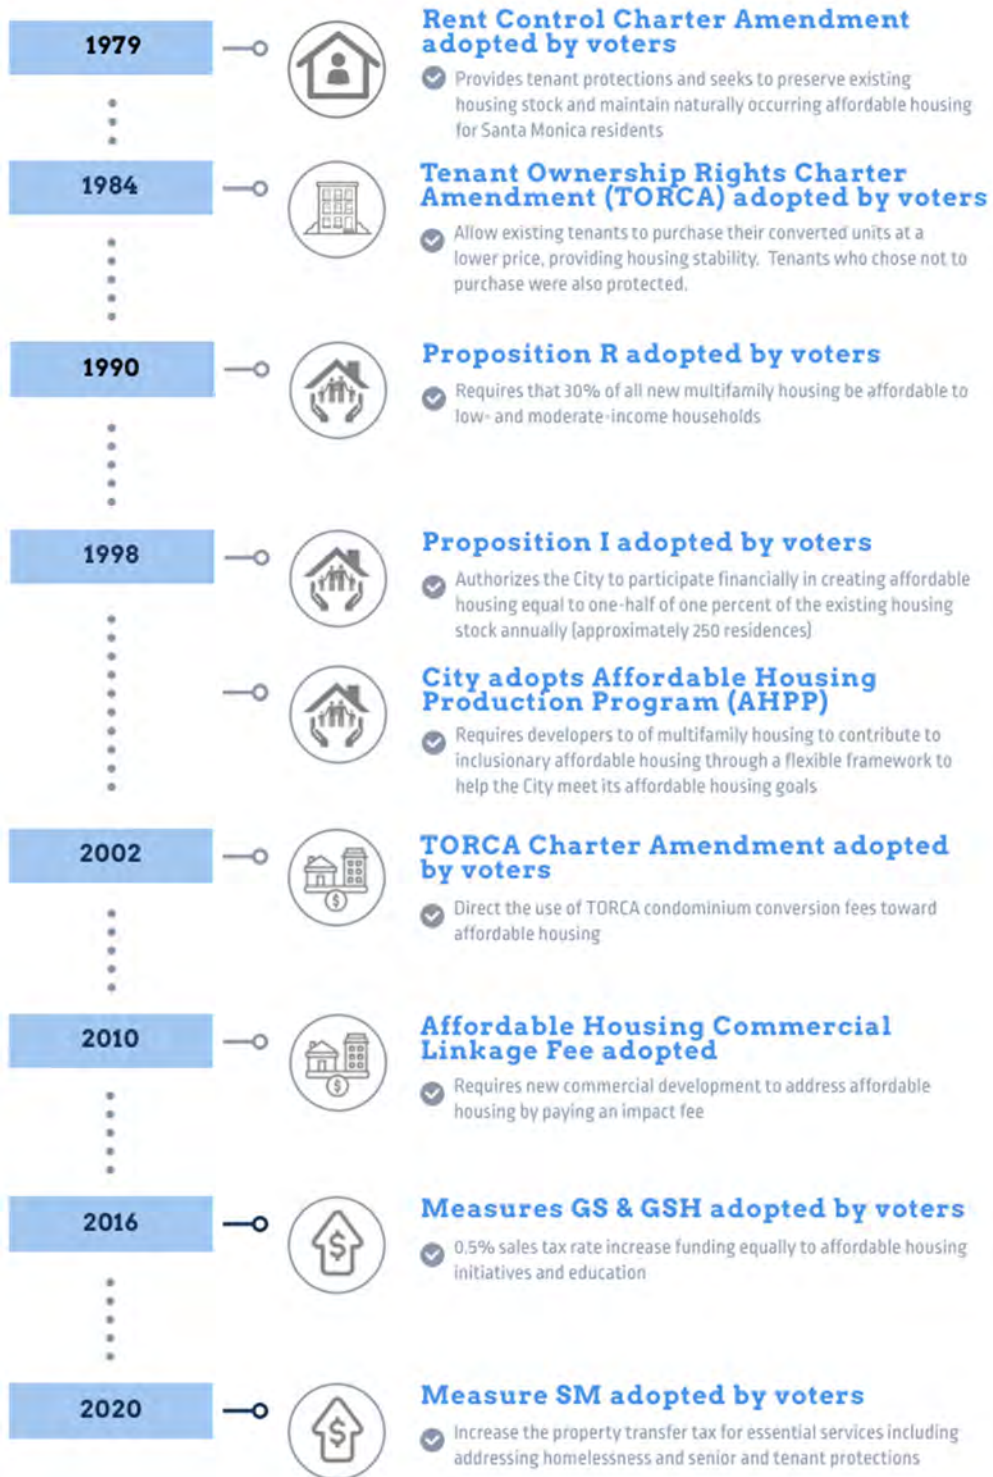 1979
Rent Control Charter Amendment
adopted by voters
Provides tenant protections and seeks to preserve existing
housing stock and maintain naturally occurring affordable housing
for Santa Monica residents
1984
Tenant Ownership Rights Charter
Amendment (TORCA) adopted by voters
Allow existing tenants to purchase their converted units at a
lower price, providing housing stability. Tenants who chose not to
purchase were also protected.
1990
Proposition R adopted by voters
Requires that 30% of all new multifamily housing be affordable to
low- and moderate-income households
1998
Proposition I adopted by voters
Authorizes the City to participate financially in creating affordable
housing equal to one-half of one percent of the existing housing
stock annually (approximately 250 residences)
City adopts Affordable Housing
Production Program (AHPP)
Requires developers to of multifamily housing to contribute to
inclusionary affordable housing through a flexible framework to
help the City meet its affordable housing goals
2002
TORCA Charter Amendment adopted
by voters
Direct the use of TORCA condominium conversion fees toward
affordable housing
2010
Affordable Housing Commercial
Linkage Fee adopted
Requires new commercial development to address affordable
housing by paying an impact fee
2016
Measures GS & GSH adopted by voters
0.5% sales tax rate increase funding equally to affordable housing
initiatives and education
2020
Measure SM adopted by voters
Increase the property transfer tax for essential services including
addressing homelessness and senior and tenant protections